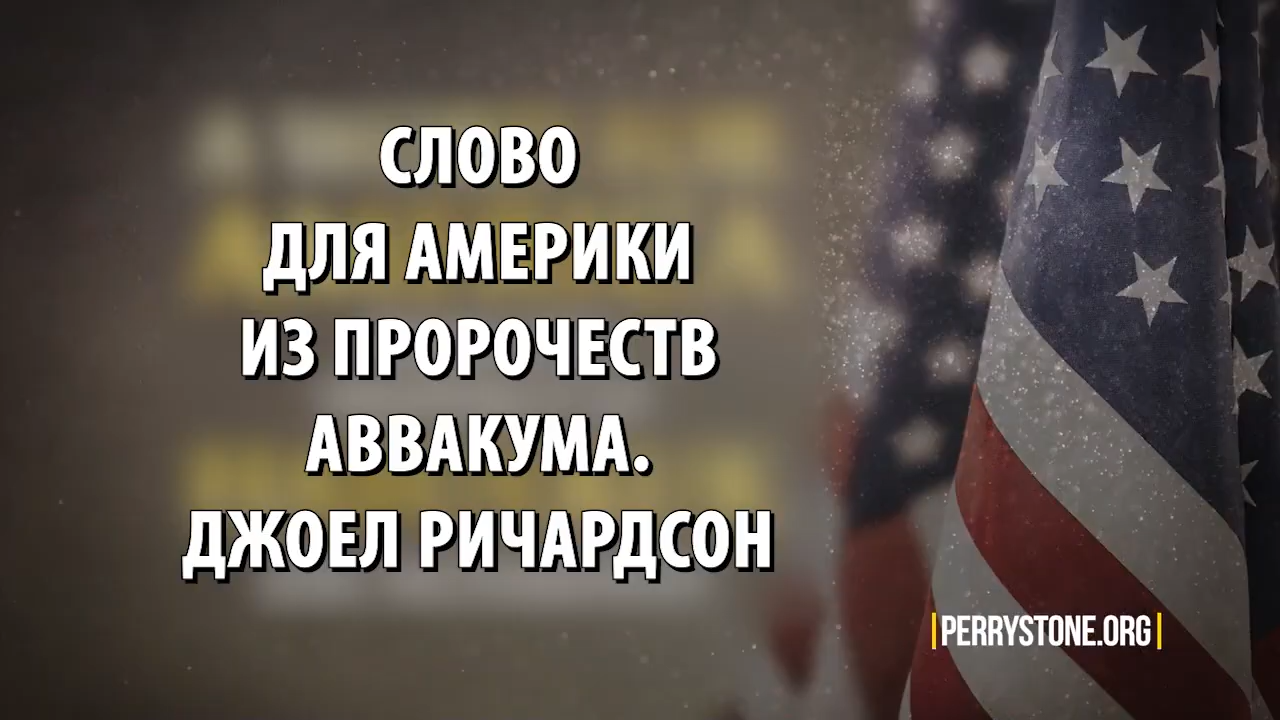 СЛОВО
ДЛЯ АМЕРИКИ
ИЗ ПРОРОЧЕСТВ
АВВАКУМА.
ДЖОЕЛ РИЧАРДСОН
|PERRYSTONE.ORG|